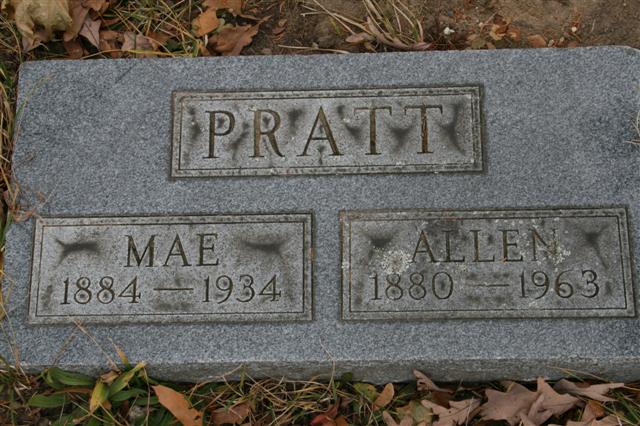 PRATT
MAE
1884 — 1934
ALLEN
1880 — 1963